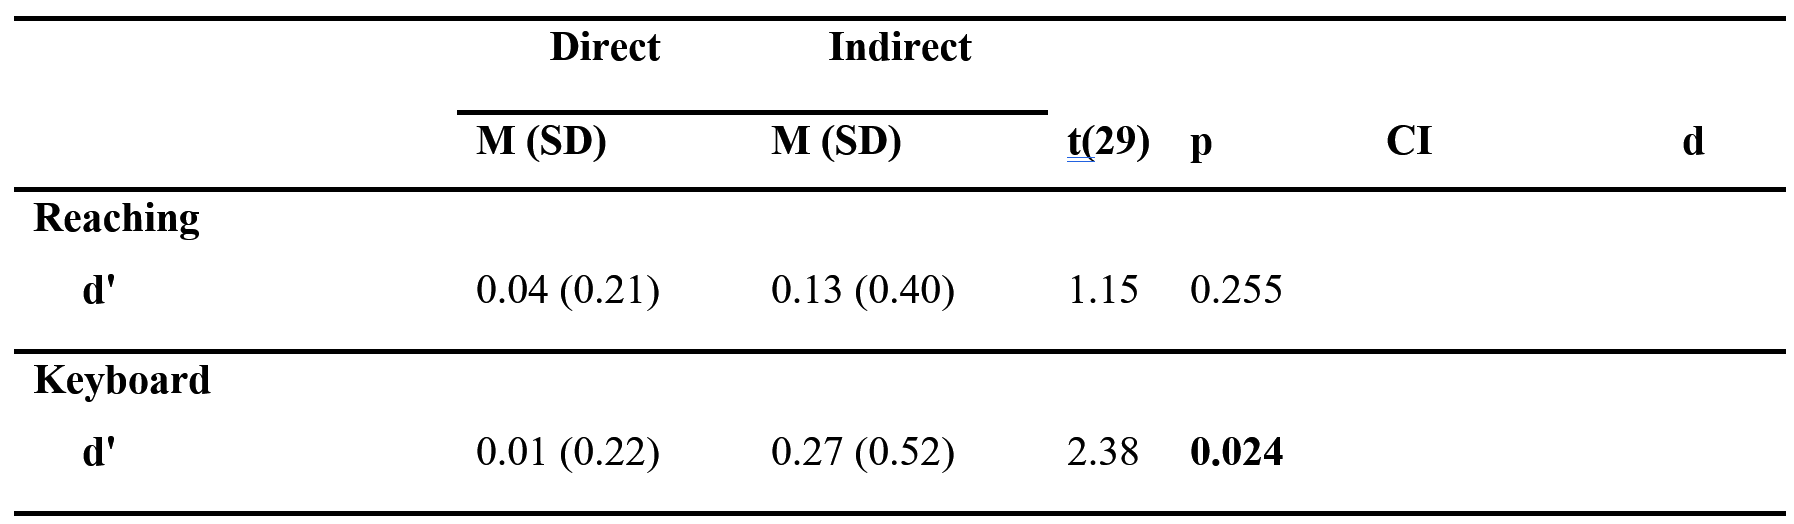 Direct Indirect
M (SD) M (SD) t(29) p CI d
Reaching
d' 0.04 (0.21) 0.13 (0.40) 1.15 0.255
Keyboard
d' 0.01 (0.22) 0.27 (0.52) 2.38 0.024